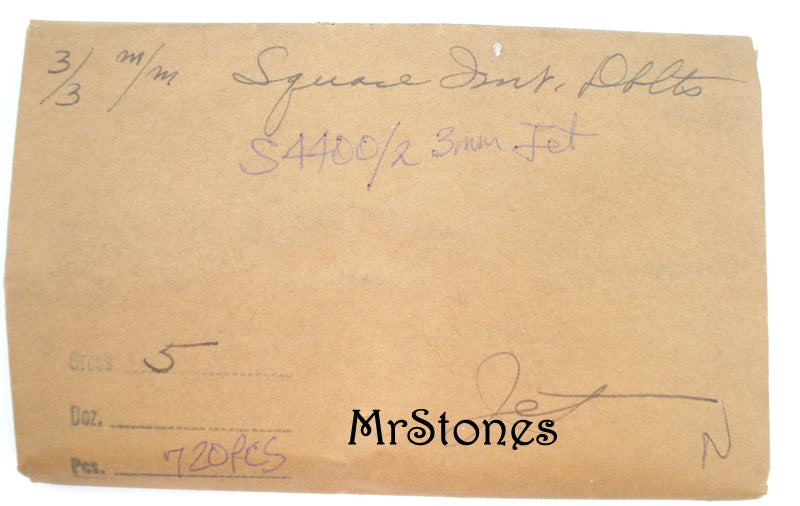 3/3 m/m Square Imt. Dblts
S4400/2 3mm Jet
Gross 5
Doz.
Pcs. 720PCS
Jet
N
MrStones